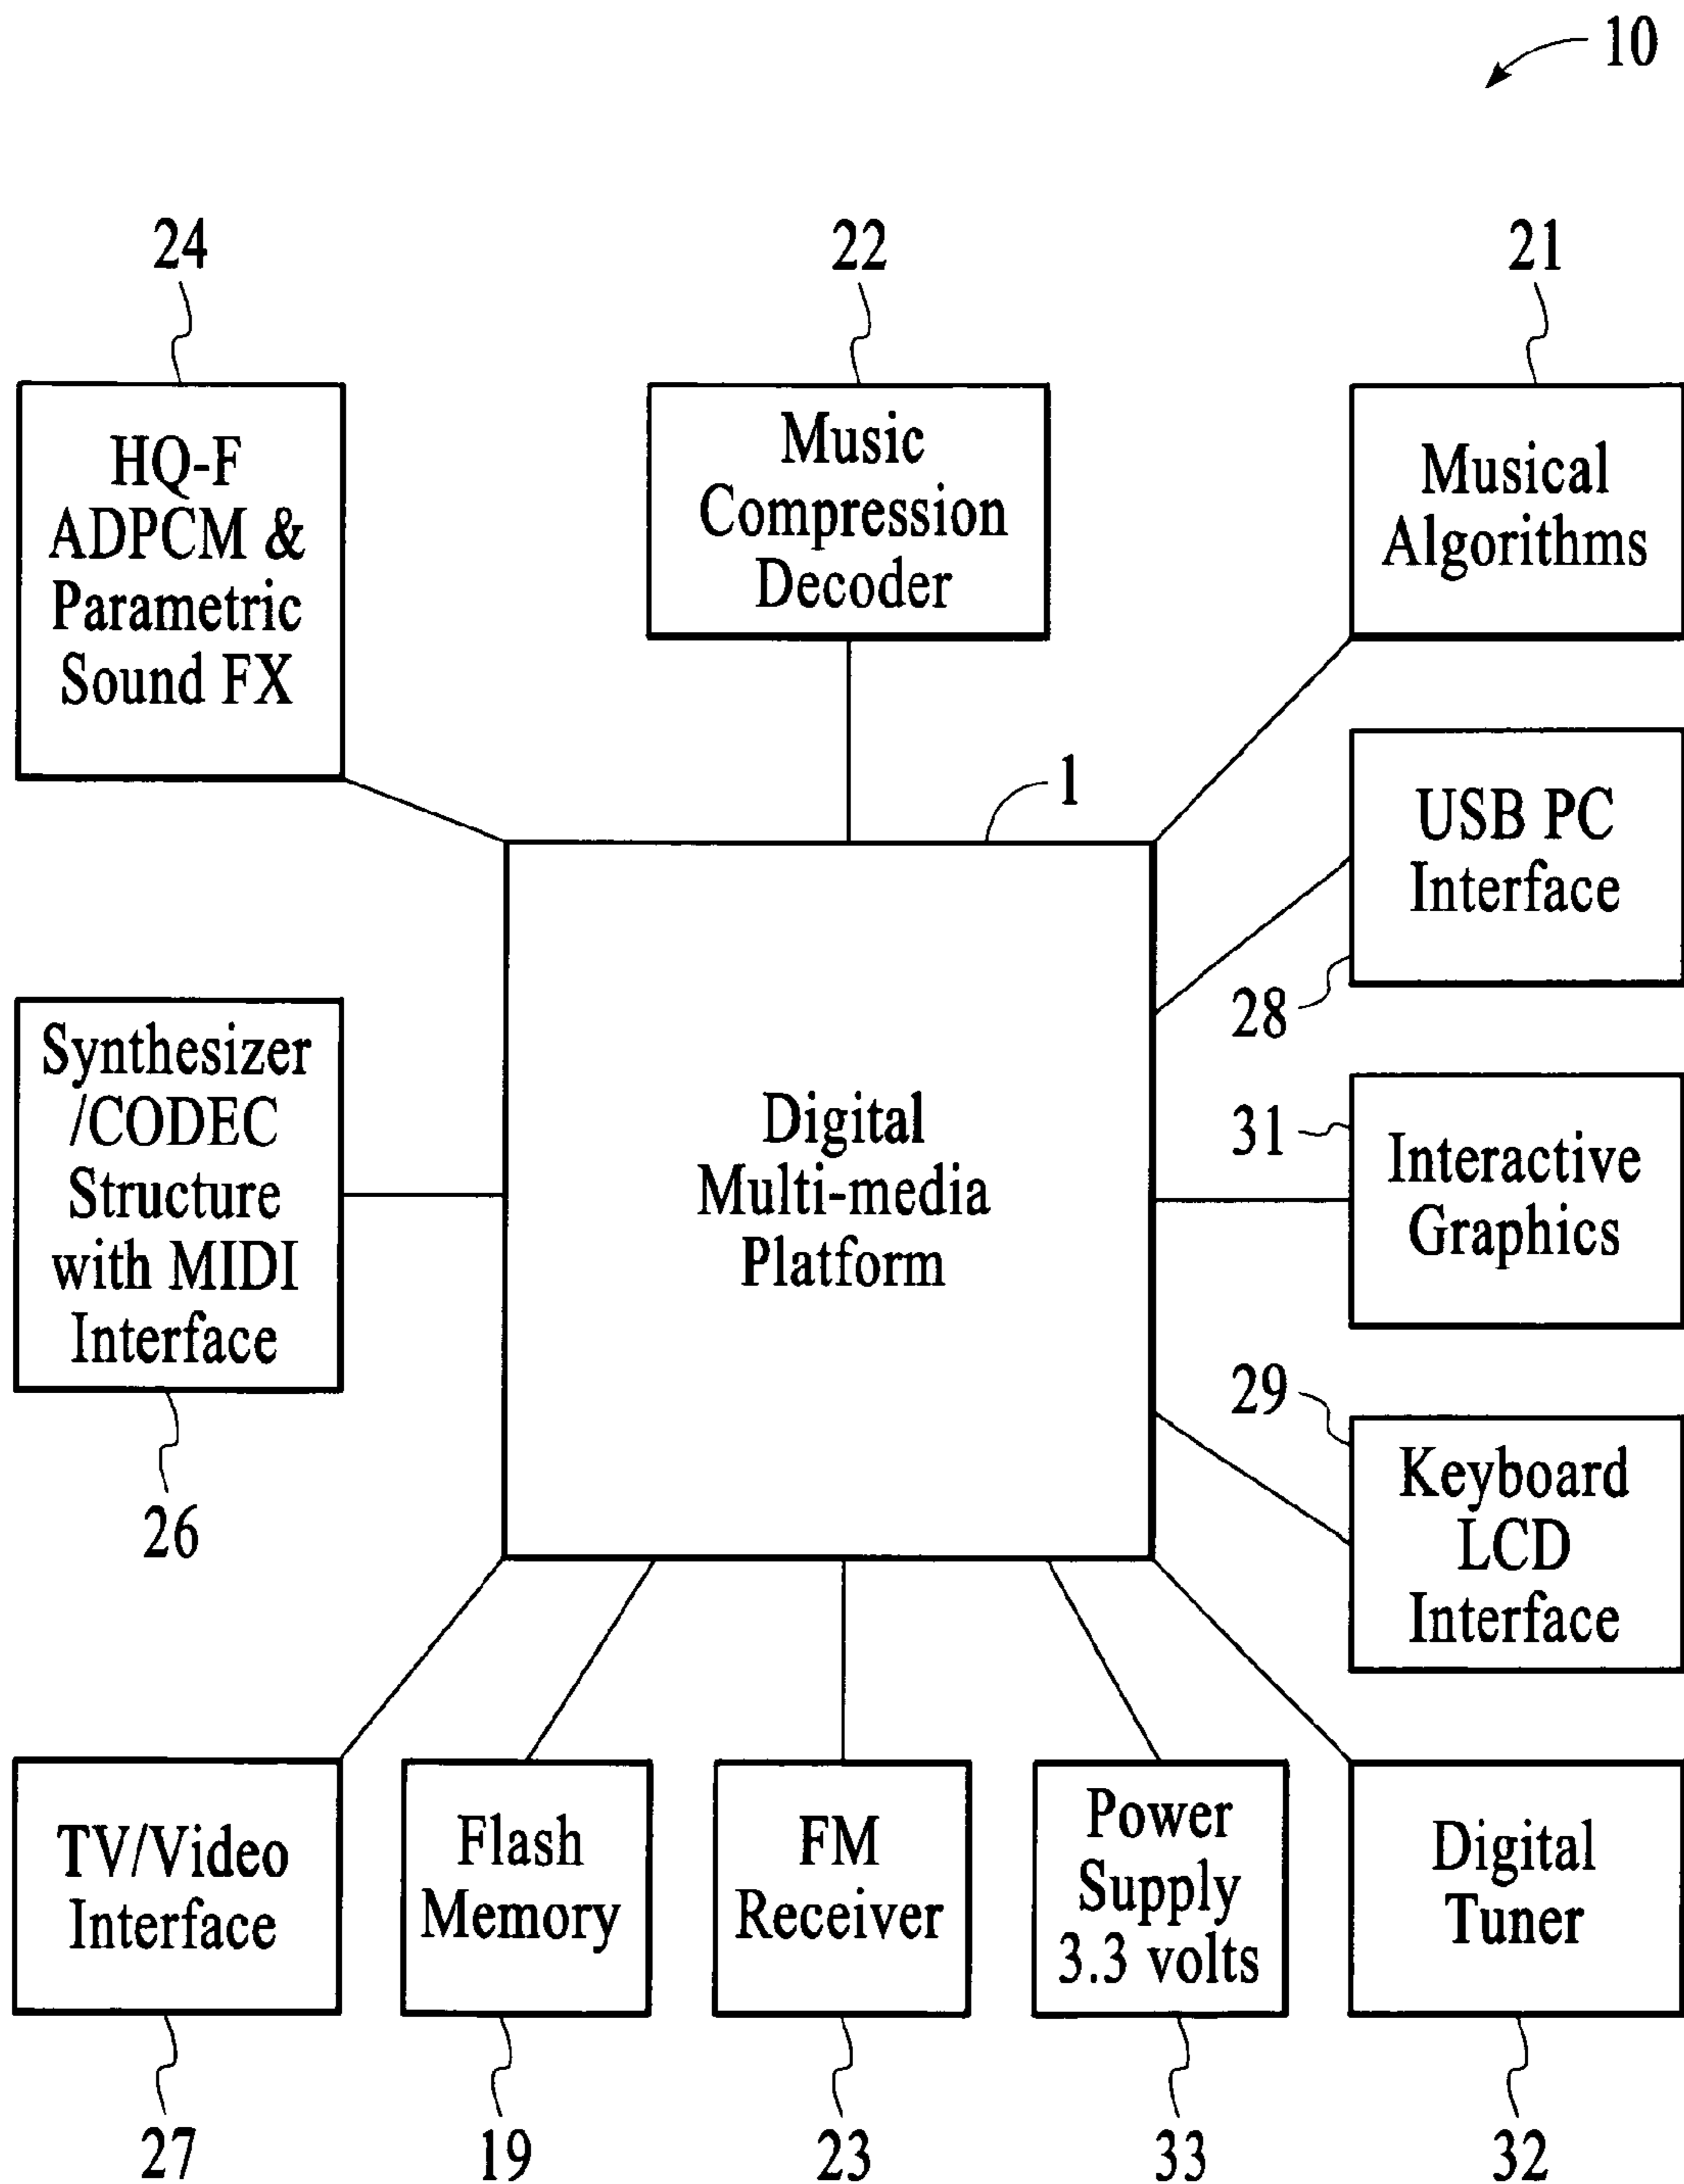 10
24
22
21
HQ-F
ADPCM &
Parametric
Sound FX
Music
Compression
Decoder
Musical
Algorithms
1
USB PC
Interface
28
Synthesizer
/CODEC
Structure
with MIDI
Interface
26
Digital
Multi-media
Platform
31
Interactive
Graphics
29
Keyboard
LCD
Interface
TV/Video
Interface
Flash
Memory
FM
Receiver
Power
Supply
3.3 volts
Digital
Tuner
27
19
23
33
32